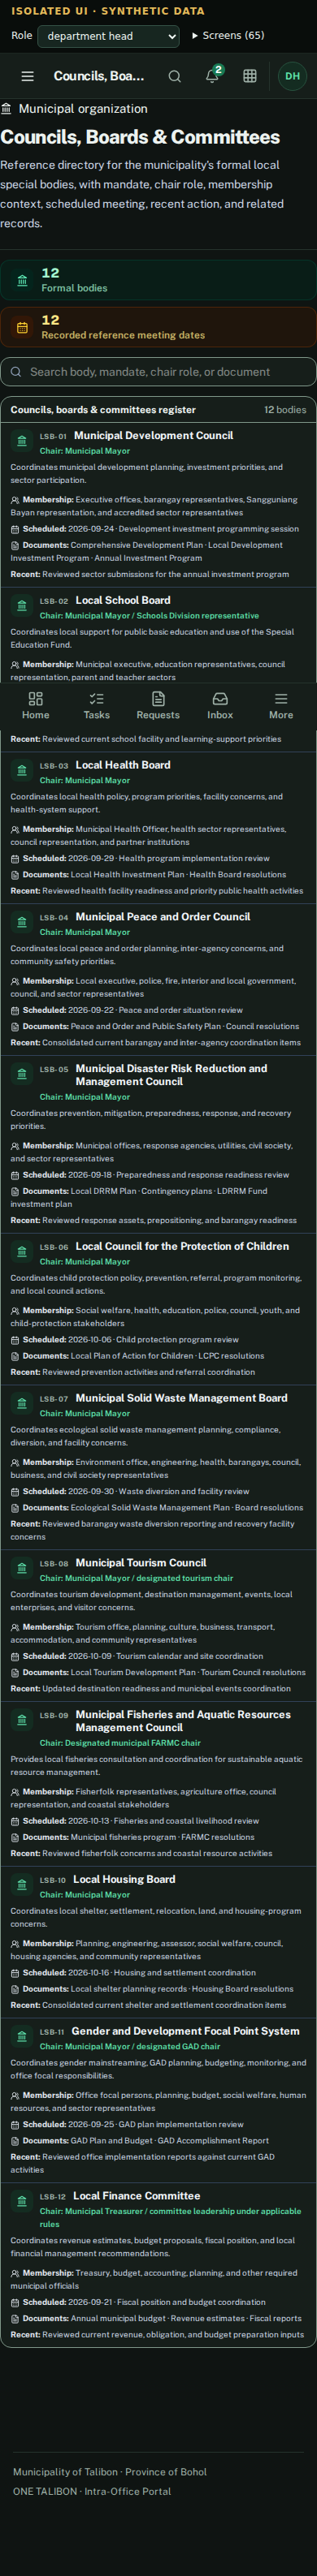 ISOLATED UI · SYNTHETIC DATA
Role department head ▸ Screens (65)
Councils, Boa... 2 DH
Municipal organization
Councils, Boards & Committees
Reference directory for the municipality's formal local
special bodies, with mandate, chair role, membership
context, scheduled meeting, recent action, and related
records.
12
Formal bodies
12
Recorded reference meeting dates
Search body, mandate, chair role, or document
Councils, boards & committees register 12 bodies
LSB-01 Municipal Development Council
Chair: Municipal Mayor
Coordinates municipal development planning, investment priorities, and
sector participation.
Membership: Executive offices, barangay representatives, Sangguniang
Bayan representation, and accredited sector representatives
Scheduled: 2026-09-24 · Development investment programming session
Documents: Comprehensive Development Plan · Local Development
Investment Program · Annual Investment Program
Recent: Reviewed sector submissions for the annual investment program
LSB-02 Local School Board
Chair: Municipal Mayor / Schools Division representative
Coordinates local support for public basic education and use of the Special
Education Fund.
Membership: Municipal executive, education representatives, council
representation, parent and teacher sectors
Home Tasks Requests Inbox More
Recent: Reviewed current school facility and learning-support priorities
LSB-03 Local Health Board
Chair: Municipal Mayor
Coordinates local health policy, program priorities, facility concerns, and
health-system support.
Membership: Municipal Health Officer, health sector representatives,
council representation, and partner institutions
Scheduled: 2026-09-29 · Health program implementation review
Documents: Local Health Investment Plan · Health Board resolutions
Recent: Reviewed health facility readiness and priority public health activities
LSB-04 Municipal Peace and Order Council
Chair: Municipal Mayor
Coordinates local peace and order planning, inter-agency concerns, and
community safety priorities.
Membership: Local executive, police, fire, interior and local government,
council, and sector representatives
Scheduled: 2026-09-22 · Peace and order situation review
Documents: Peace and Order and Public Safety Plan · Council resolutions
Recent: Consolidated current barangay and inter-agency coordination items
LSB-05 Municipal Disaster Risk Reduction and
Management Council
Chair: Municipal Mayor
Coordinates prevention, mitigation, preparedness, response, and recovery
priorities.
Membership: Municipal offices, response agencies, utilities, civil society,
and sector representatives
Scheduled: 2026-09-18 · Preparedness and response readiness review
Documents: Local DRRM Plan · Contingency plans · LDRRM Fund
investment plan
Recent: Reviewed response assets, prepositioning, and barangay readiness
LSB-06 Local Council for the Protection of Children
Chair: Municipal Mayor
Coordinates child protection policy, prevention, referral, program monitoring,
and local council actions.
Membership: Social welfare, health, education, police, council, youth, and
child-protection stakeholders
Scheduled: 2026-10-06 · Child protection program review
Documents: Local Plan of Action for Children · LCPC resolutions
Recent: Reviewed prevention activities and referral coordination
LSB-07 Municipal Solid Waste Management Board
Chair: Municipal Mayor
Coordinates ecological solid waste management planning, compliance,
diversion, and facility concerns.
Membership: Environment office, engineering, health, barangays, council,
business, and civil society representatives
Scheduled: 2026-09-30 · Waste diversion and facility review
Documents: Ecological Solid Waste Management Plan · Board resolutions
Recent: Reviewed barangay waste diversion reporting and recovery facility
concerns
LSB-08 Municipal Tourism Council
Chair: Municipal Mayor / designated tourism chair
Coordinates tourism development, destination management, events, local
enterprises, and visitor concerns.
Membership: Tourism office, planning, culture, business, transport,
accommodation, and community representatives
Scheduled: 2026-10-09 · Tourism calendar and site coordination
Documents: Local Tourism Development Plan · Tourism Council resolutions
Recent: Updated destination readiness and municipal events coordination
LSB-09 Municipal Fisheries and Aquatic Resources
Management Council
Chair: Designated municipal FARMC chair
Provides local fisheries consultation and coordination for sustainable aquatic
resource management.
Membership: Fisherfolk representatives, agriculture office, council
representation, and coastal stakeholders
Scheduled: 2026-10-13 · Fisheries and coastal livelihood review
Documents: Municipal fisheries program · FARMC resolutions
Recent: Reviewed fisherfolk concerns and coastal resource activities
LSB-10 Local Housing Board
Chair: Municipal Mayor
Coordinates local shelter, settlement, relocation, land, and housing-program
concerns.
Membership: Planning, engineering, assessor, social welfare, council,
housing agencies, and community representatives
Scheduled: 2026-10-16 · Housing and settlement coordination
Documents: Local shelter planning records · Housing Board resolutions
Recent: Consolidated current shelter and settlement coordination items
LSB-11 Gender and Development Focal Point System
Chair: Municipal Mayor / designated GAD chair
Coordinates gender mainstreaming, GAD planning, budgeting, monitoring, and
office focal responsibilities.
Membership: Office focal persons, planning, budget, social welfare, human
resources, and sector representatives
Scheduled: 2026-09-25 · GAD plan implementation review
Documents: GAD Plan and Budget · GAD Accomplishment Report
Recent: Reviewed office implementation reports against current GAD
activities
LSB-12 Local Finance Committee
Chair: Municipal Treasurer / committee leadership under applicable
rules
Coordinates revenue estimates, budget proposals, fiscal position, and local
financial management recommendations.
Membership: Treasury, budget, accounting, planning, and other required
municipal officials
Scheduled: 2026-09-21 · Fiscal position and budget coordination
Documents: Annual municipal budget · Revenue estimates · Fiscal reports
Recent: Reviewed current revenue, obligation, and budget preparation inputs
Municipality of Talibon · Province of Bohol
ONE TALIBON · Intra-Office Portal